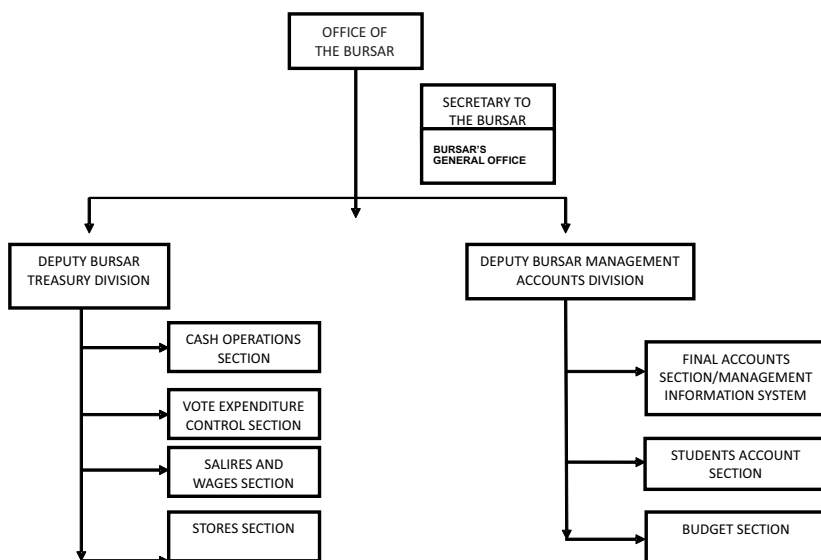 OFFICE OF
THE BURSAR
SECRETARY TO
THE BURSAR
BURSAR'S
GENERAL OFFICE
DEPUTY BURSAR
TREASURY DIVISION
DEPUTY BURSAR MANAGEMENT
ACCOUNTS DIVISION
CASH OPERATIONS
SECTION
VOTE EXPENDITURE
CONTROL SECTION
SALIRES AND
WAGES SECTION
STORES SECTION
FINAL ACCOUNTS
SECTION/MANAGEMENT
INFORMATION SYSTEM
STUDENTS ACCOUNT
SECTION
BUDGET SECTION